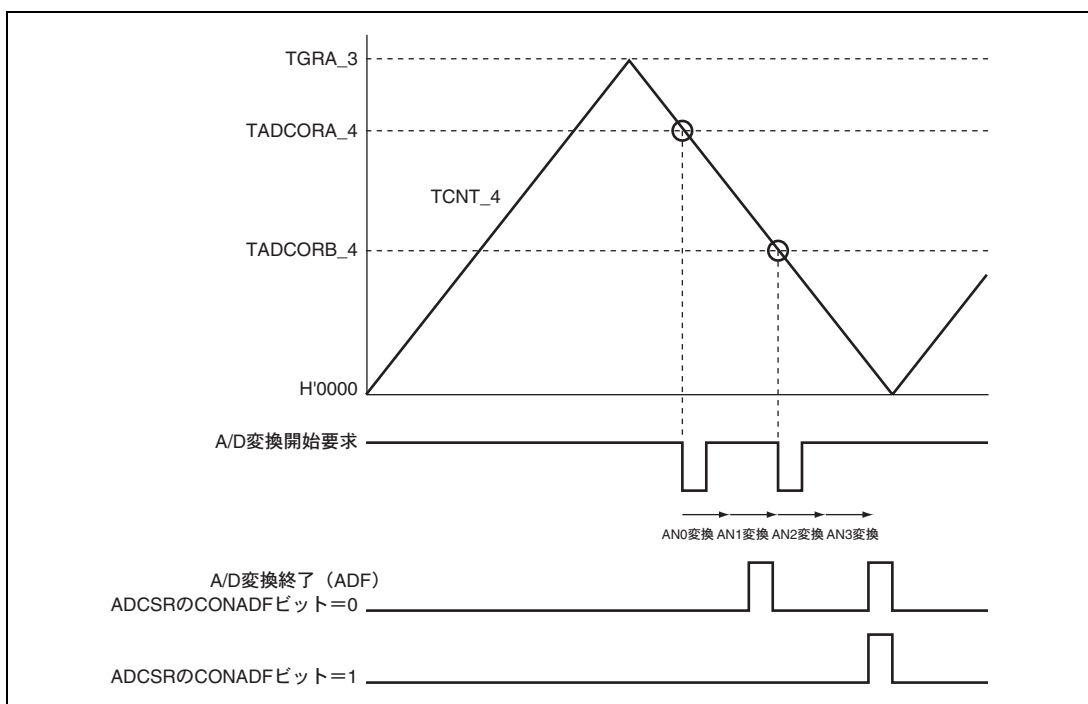 TGRA_3
TADCORA_4
TCNT_4
TADCORB_4
H'0000
A/D変換開始要求
AN0変換 AN1変換 AN2変換 AN3変換
A/D変換終了（ADF）
ADCSRのCONADFビット＝0
ADCSRのCONADFビット＝1